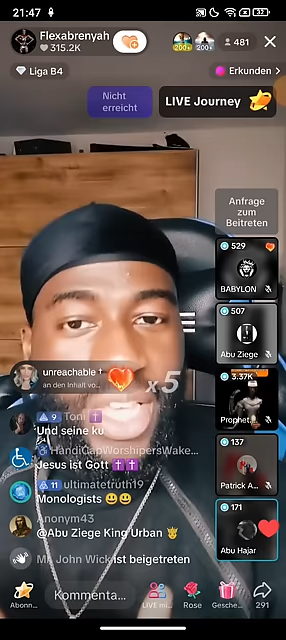 21:47
32
Flexabrenyah
315.2K
200+
200+
481
Liga B4
Erkunden
Nicht
erreicht
LIVE Journey
Anfrage
zum
Beitreten
529
BABYLON
507
Abu Ziege
3.37K
Prophet.
137
Patrick A...
171
Abu Hajar
unreachable †
an den Inhalt vo...
x5
9 Toni ✝️
Und seine ku
HandiCapWorshipersWake...
Jesus ist Gott ✝️✝️
11 ultimatetruth19
Monologists 😃😃
Anonym43
@Abu Ziege King Urban 🤴
Mr. John Wick ist beigetreten
Abonn...
Kommenta...
LIVE mi...
Rose
Gesche...
291